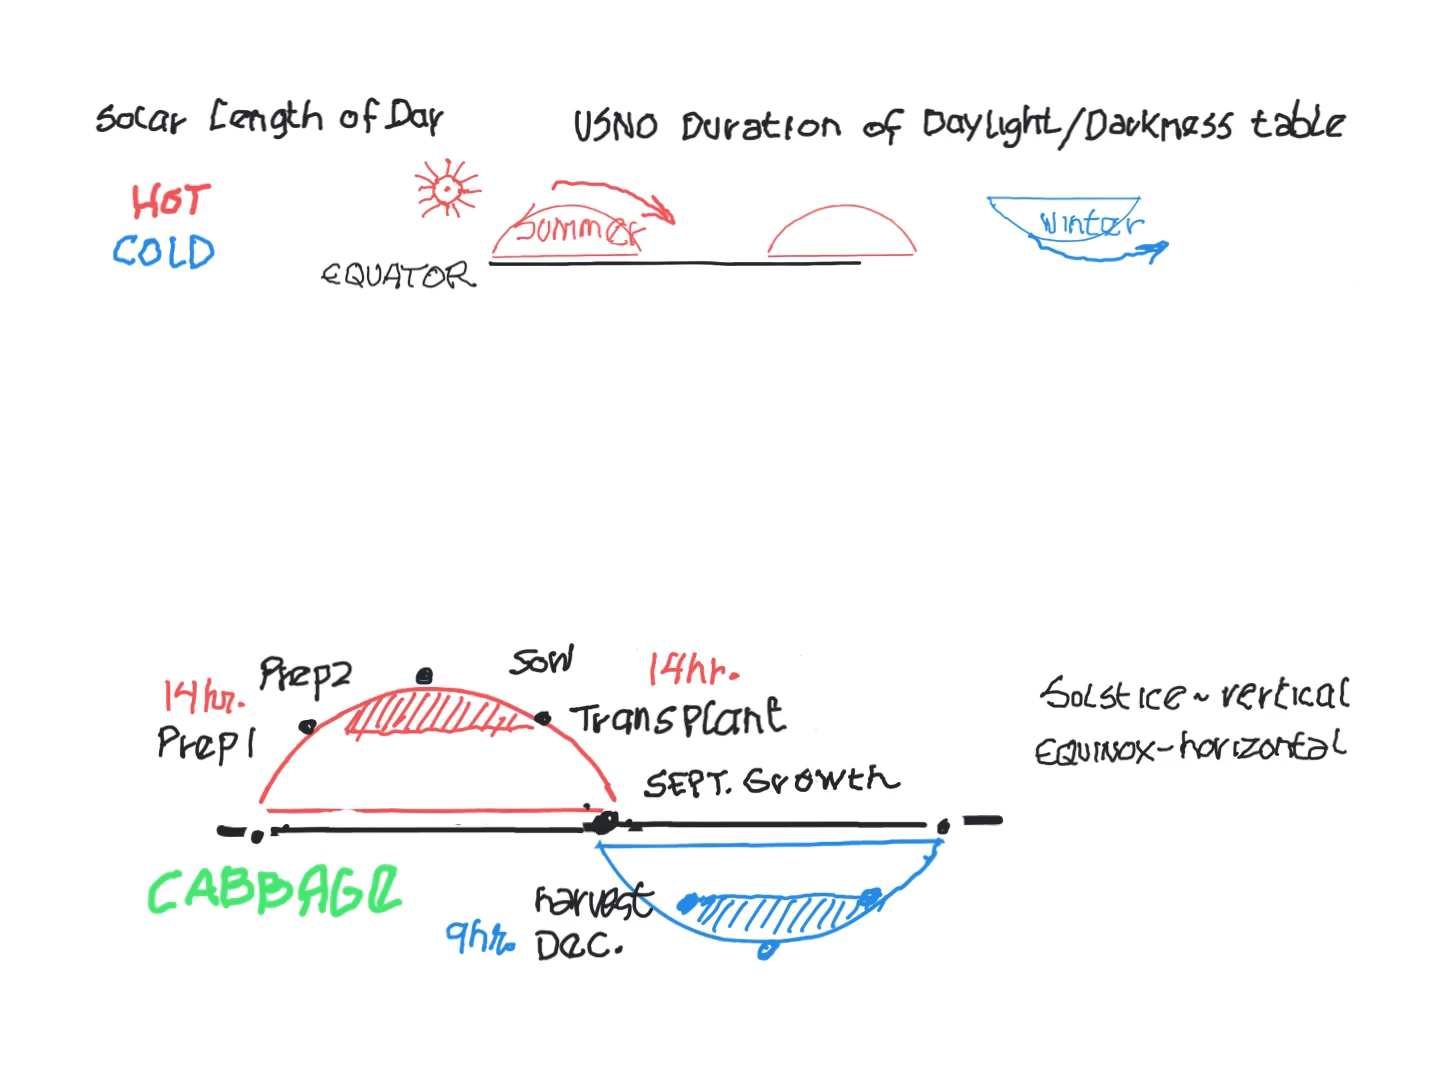 Solar Length of Day
USNO Duration of Daylight/Darkness table
HOT
COLD
Summer
Winter
EQUATOR
Prep2
Sow
14hr.
14hr.
Prep1
Transplant
Solstice ~ vertical
EQUINOX - horizontal
SEPT. Growth
CABBAGE
harvest
9hr.
Dec.